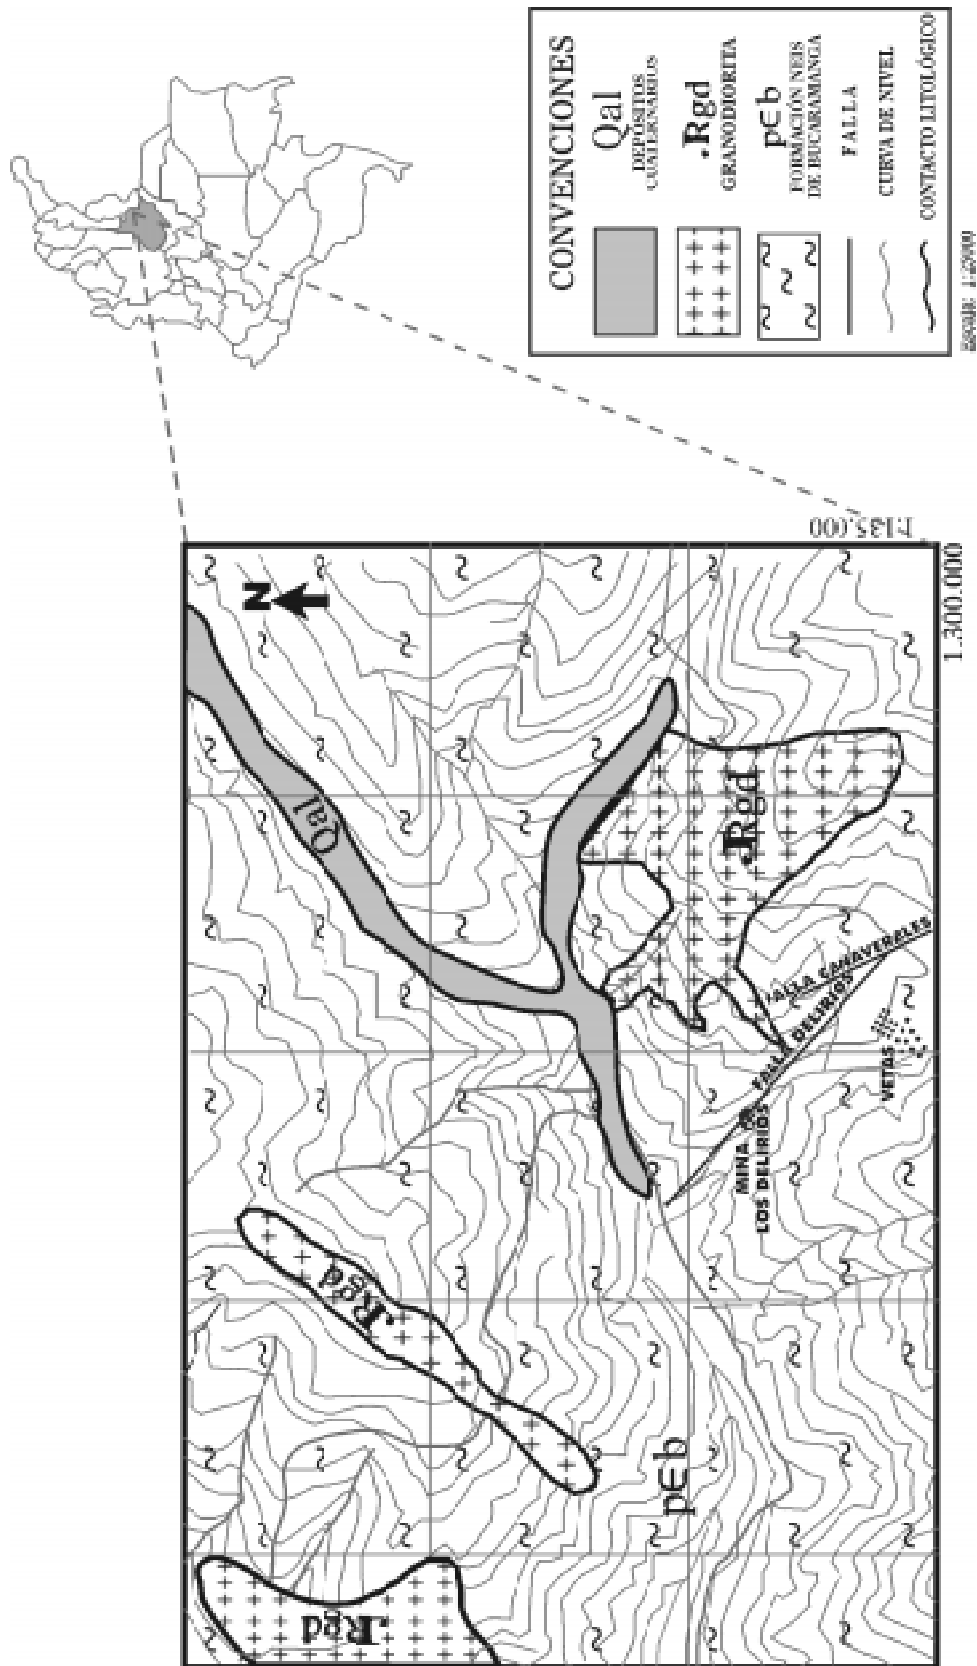 CONVENCIONES
Qal
DEPÓSITOS
CUATERNARIOS
.Rgd
GRANODIORITA
p∈b
FORMACIÓN NEIS
DE BUCARAMANGA
FALLA
CURVA DE NIVEL
CONTACTO LITOLÓGICO
1:135.000
1.300.000
N
Qal
.Rgd
FALLA CAÑAVERALES
FALLA DELIRIOS
VETAS
MINA
LOS DELIRIOS
.Rgd
p∈b
.Rgd